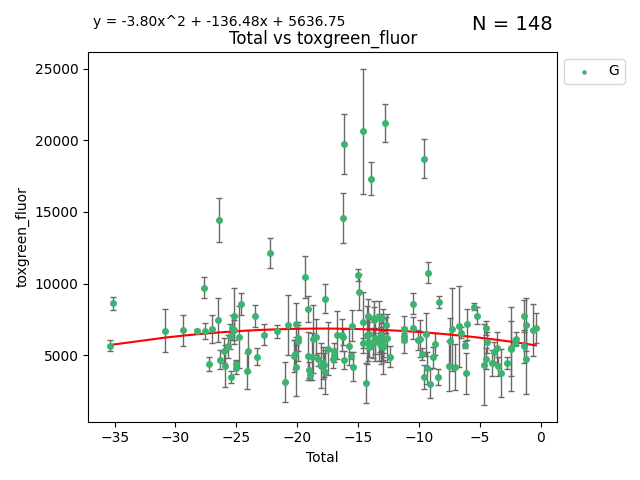 y = -3.80x^2 + -136.48x + 5636.75
N = 148
Total vs toxgreen_fluor
G
25000
20000
15000
10000
5000
toxgreen_fluor
−35 −30 −25 −20 −15 −10 −5 0
Total